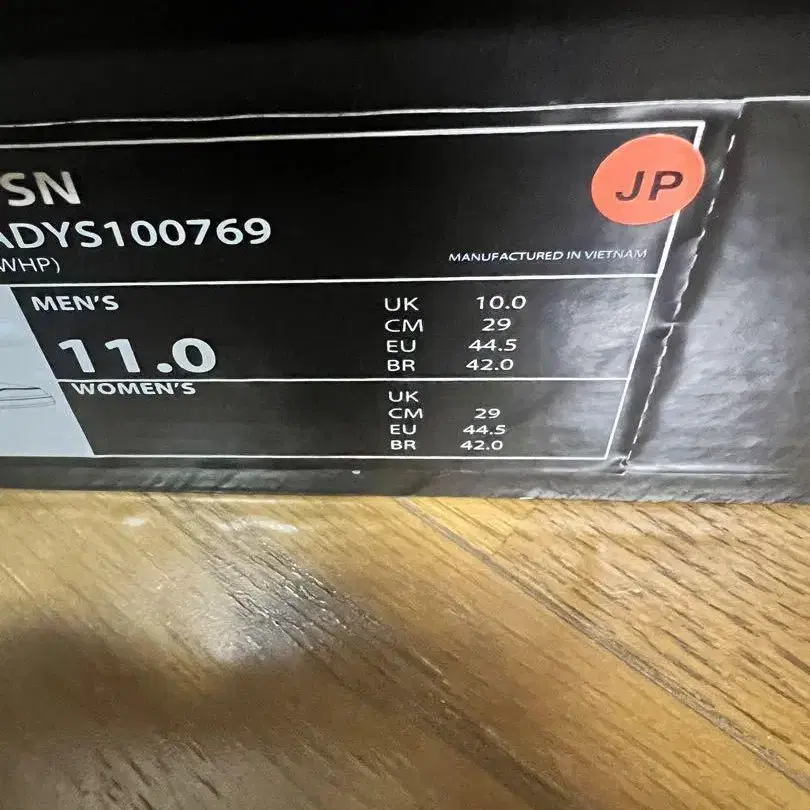 SN
JP
ADYS100769
WHP)
MANUFACTURED IN VIETNAM
MEN'S
11.0
UK 10.0
CM 29
EU 44.5
BR 42.0
WOMEN'S
UK
CM 29
EU 44.5
BR 42.0